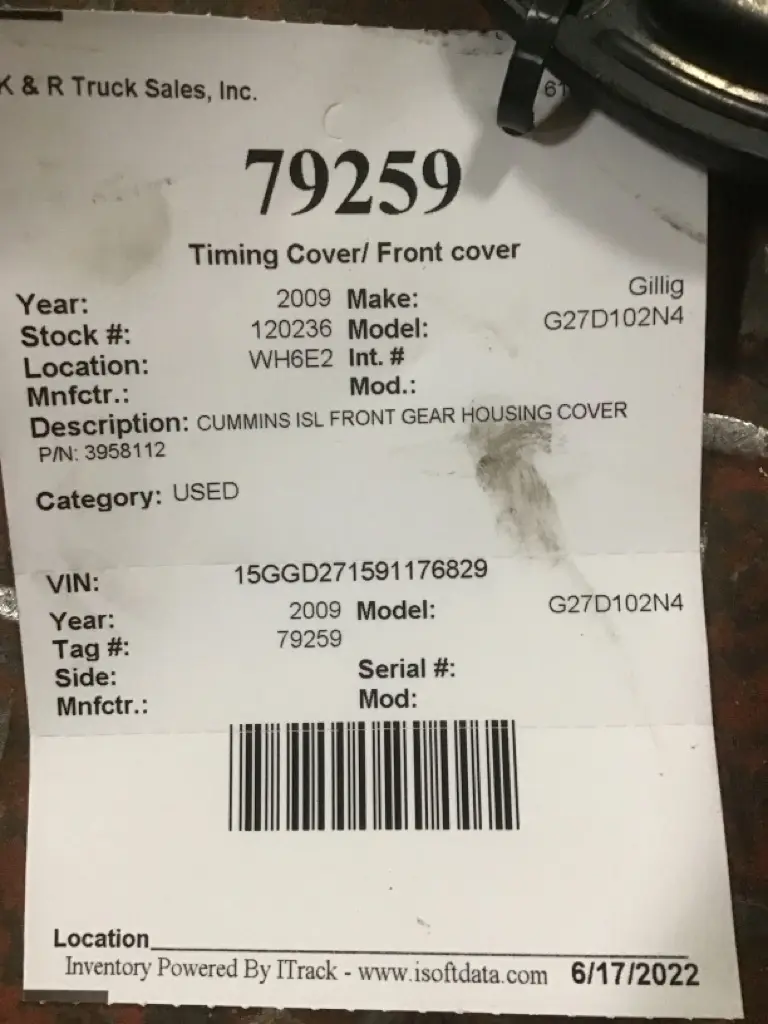 K & R Truck Sales, Inc. 61
79259
Timing Cover/ Front cover
Year: 2009 Make: Gillig
Stock #: 120236 Model: G27D102N4
Location: WH6E2 Int. #
Mnfctr.: Mod.:
Description: CUMMINS ISL FRONT GEAR HOUSING COVER
P/N: 3958112
Category: USED
VIN: 15GGD271591176829
Year: 2009 Model: G27D102N4
Tag #: 79259
Side: Serial #:
Mnfctr.: Mod:
Location
Inventory Powered By ITrack - www.isoftdata.com 6/17/2022